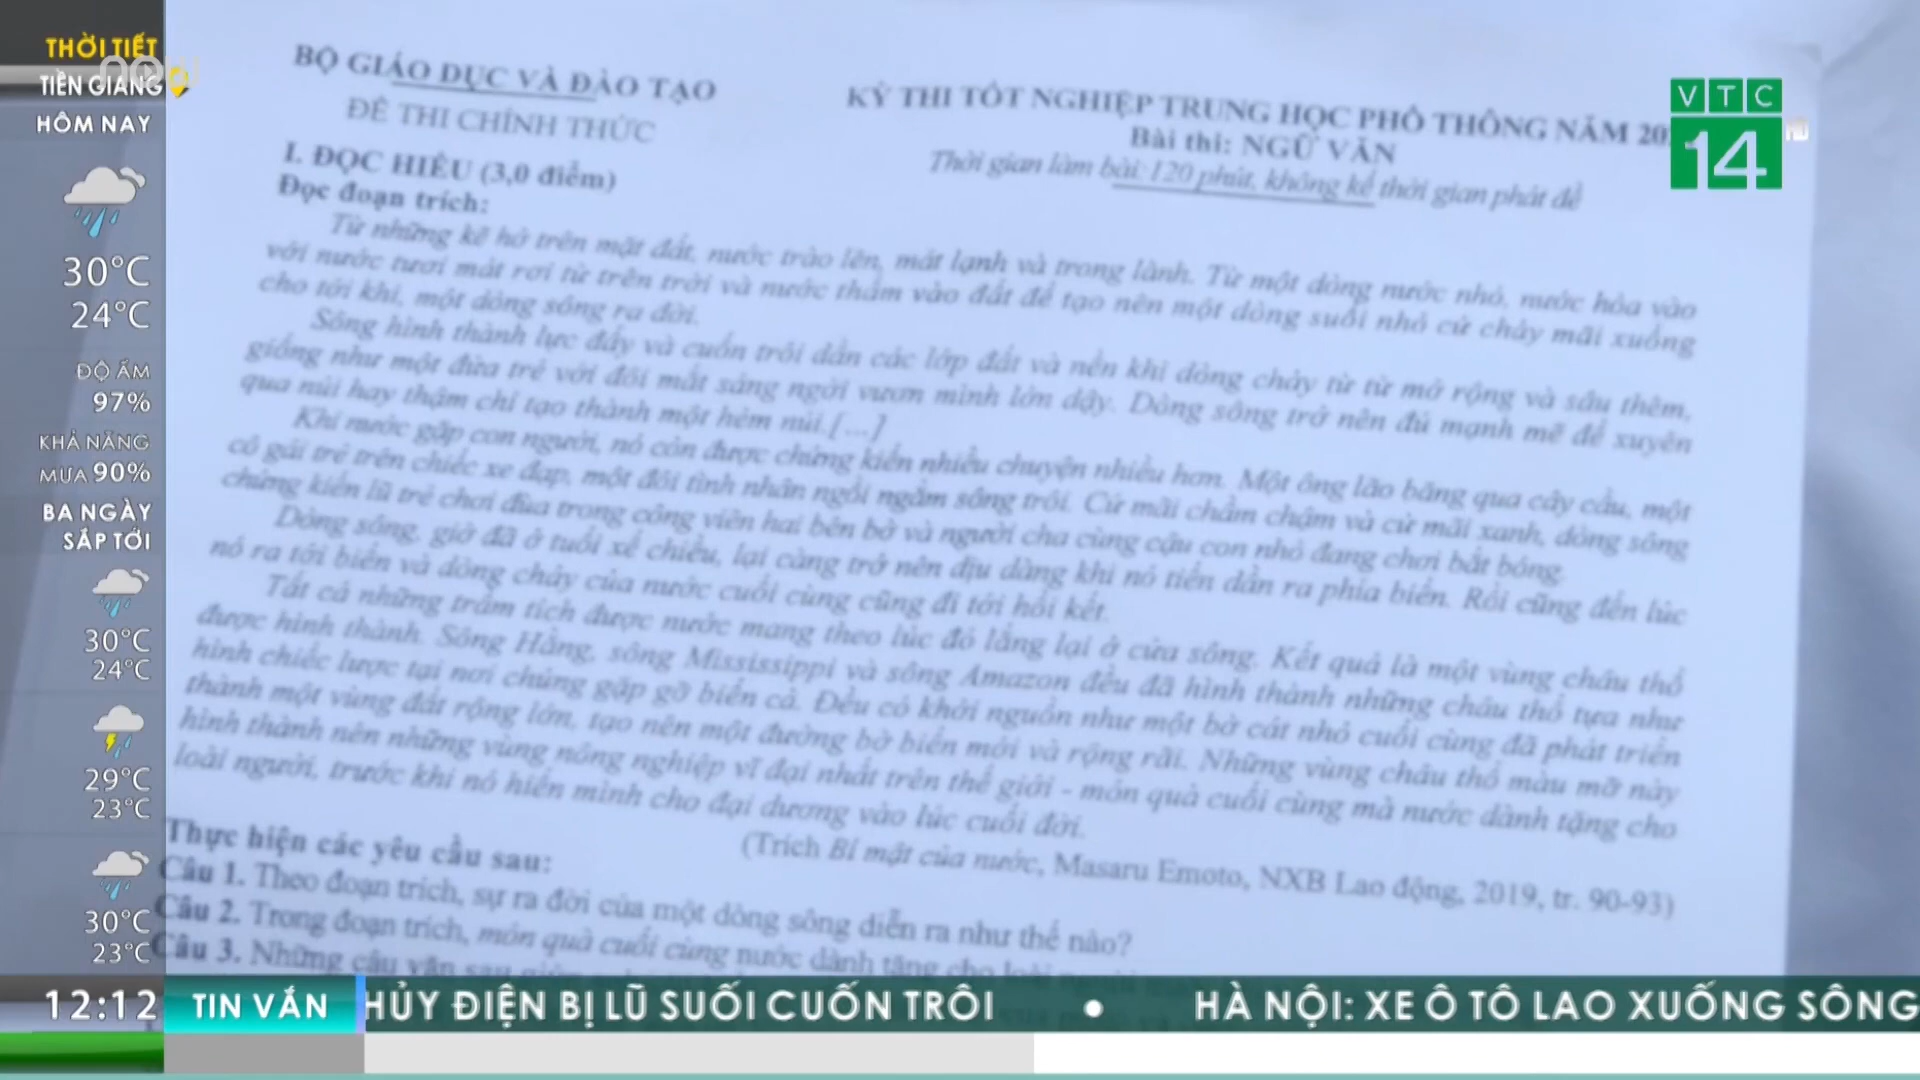 THỜI TIẾT
TIỀN GIANG
HÔM NAY
30°C
24°C
ĐỘ ẨM
97%
KHẢ NĂNG
MƯA 90%
BA NGÀY
SẮP TỚI
30°C
24°C
29°C
23°C
30°C
23°C
VTC
14
BỘ GIÁO DỤC VÀ ĐÀO TẠO
ĐỀ THI CHÍNH THỨC
KỲ THI TỐT NGHIỆP TRUNG HỌC PHỔ THÔNG NĂM 20
Bài thi: NGỮ VĂN
Thời gian làm bài: 120 phút, không kể thời gian phát đề
I. ĐỌC HIỂU (3,0 điểm)
Đọc đoạn trích:
Từ những kẽ hở trên mặt đất, nước trào lên, mát lạnh và trong lành. Từ một dòng nước nhỏ, nước hòa vào
với nước tươi mát rơi từ trên trời và nước thấm vào đất để tạo nên một dòng suối nhỏ cứ chảy mãi xuống
cho tới khi, một dòng sông ra đời.
Sông hình thành lực đẩy và cuốn trôi dần các lớp đất và nền khi dòng chảy từ từ mở rộng và sâu thêm,
giống như một đứa trẻ với đôi mắt sáng ngời vươn mình lớn dậy. Dòng sông trở nên đủ mạnh mẽ để xuyên
qua núi hay thậm chí tạo thành một hẻm núi.[...]
Khi nước gặp con người, nó còn được chứng kiến nhiều chuyện nhiều hơn. Một ông lão băng qua cây cầu, một
cô gái trẻ trên chiếc xe đạp, một đôi tình nhân ngồi ngắm sông trôi. Cứ mãi chầm chậm và cứ mãi xanh, dòng sông
chứng kiến lũ trẻ chơi đùa trong công viên hai bên bờ và người cha cùng cậu con nhỏ đang chơi bắt bóng.
Dòng sông, giờ đã ở tuổi xế chiều, lại càng trở nên dịu dàng khi nó tiến dần ra phía biển. Rồi cũng đến lúc
nó ra tới biển và dòng chảy của nước cuối cùng cũng đi tới hồi kết.
Tất cả những trầm tích được nước mang theo lúc đó lắng lại ở cửa sông. Kết quả là một vùng châu thổ
được hình thành. Sông Hằng, sông Mississippi và sông Amazon đều đã hình thành những châu thổ tựa như
hình chiếc lược tại nơi chúng gặp gỡ biển cả. Đều có khởi nguồn như một bờ cát nhỏ cuối cùng đã phát triển
thành một vùng đất rộng lớn, tạo nên một đường bờ biển mới và rộng rãi. Những vùng châu thổ màu mỡ này
hình thành nên những vùng nông nghiệp vĩ đại nhất trên thế giới - món quà cuối cùng mà nước dành tặng cho
loài người, trước khi nó hiến mình cho đại dương vào lúc cuối đời.
(Trích Bí mật của nước, Masaru Emoto, NXB Lao động, 2019, tr. 90-93)
Thực hiện các yêu cầu sau:
Câu 1. Theo đoạn trích, sự ra đời của một dòng sông diễn ra như thế nào?
Câu 2. Trong đoạn trích, món quà cuối cùng nước dành tặng cho loài người
Câu 3. Những câu văn sau
12:12
TIN VẮN
HỦY ĐIỆN BỊ LŨ SUỐI CUỐN TRÔI • HÀ NỘI: XE Ô TÔ LAO XUỐNG SÔNG